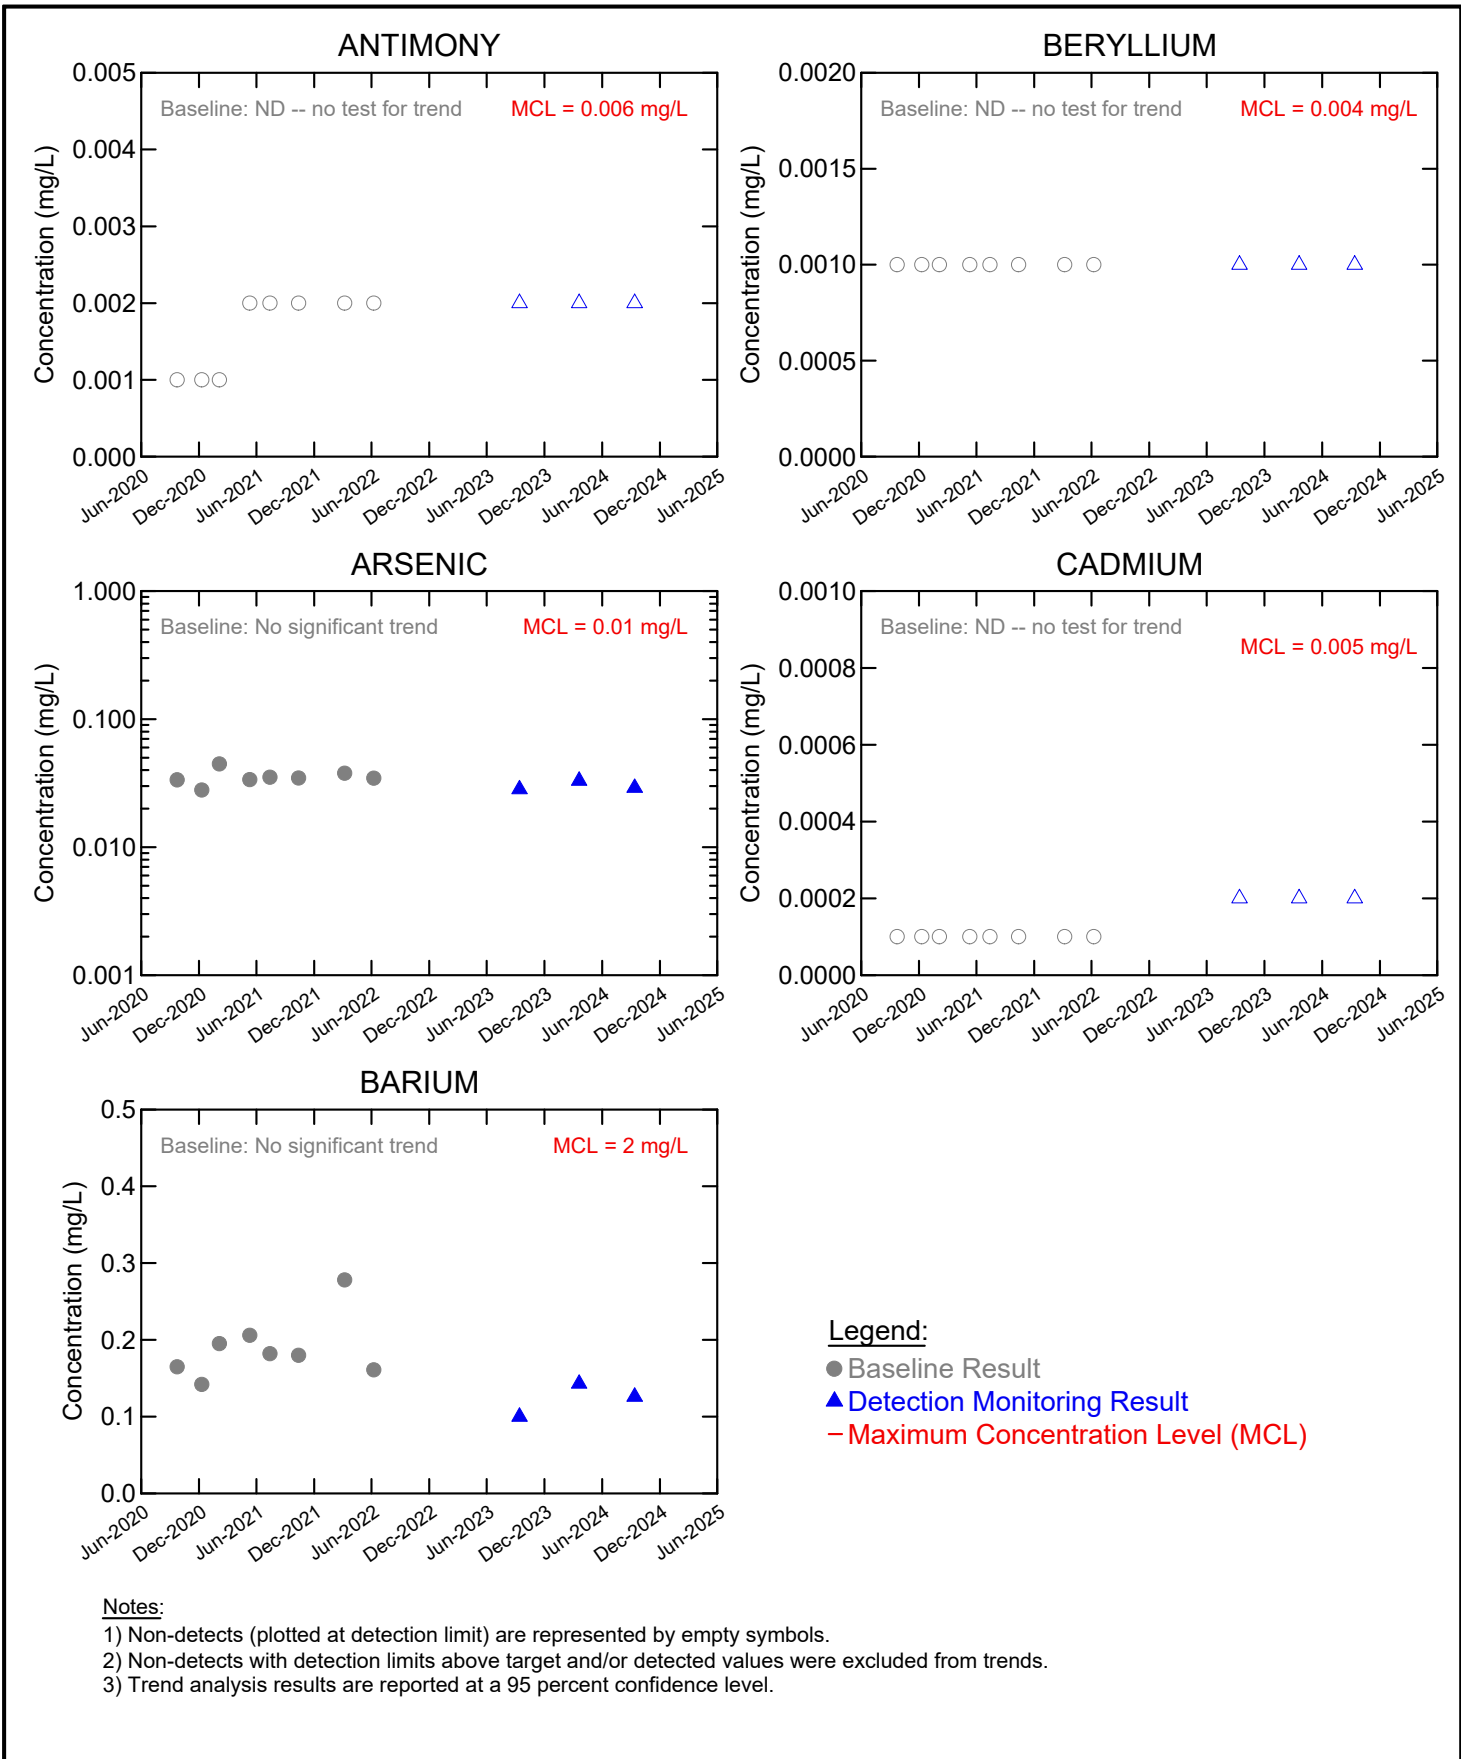 ANTIMONY
Baseline: ND -- no test for trend
MCL = 0.006 mg/L
Concentration (mg/L)
0.005
0.004
0.003
0.002
0.001
0.000
Jun-2020 Dec-2020 Jun-2021 Dec-2021 Jun-2022 Dec-2022 Jun-2023 Dec-2023 Jun-2024 Dec-2024 Jun-2025
BERYLLIUM
Baseline: ND -- no test for trend
MCL = 0.004 mg/L
Concentration (mg/L)
0.0020
0.0015
0.0010
0.0005
0.0000
Jun-2020 Dec-2020 Jun-2021 Dec-2021 Jun-2022 Dec-2022 Jun-2023 Dec-2023 Jun-2024 Dec-2024 Jun-2025
ARSENIC
Baseline: No significant trend
MCL = 0.01 mg/L
Concentration (mg/L)
1.000
0.100
0.010
0.001
Jun-2020 Dec-2020 Jun-2021 Dec-2021 Jun-2022 Dec-2022 Jun-2023 Dec-2023 Jun-2024 Dec-2024 Jun-2025
CADMIUM
Baseline: ND -- no test for trend
MCL = 0.005 mg/L
Concentration (mg/L)
0.0010
0.0008
0.0006
0.0004
0.0002
0.0000
Jun-2020 Dec-2020 Jun-2021 Dec-2021 Jun-2022 Dec-2022 Jun-2023 Dec-2023 Jun-2024 Dec-2024 Jun-2025
BARIUM
Baseline: No significant trend
MCL = 2 mg/L
Concentration (mg/L)
0.5
0.4
0.3
0.2
0.1
0.0
Jun-2020 Dec-2020 Jun-2021 Dec-2021 Jun-2022 Dec-2022 Jun-2023 Dec-2023 Jun-2024 Dec-2024 Jun-2025
Legend:
Baseline Result
Detection Monitoring Result
Maximum Concentration Level (MCL)
Notes:
1) Non-detects (plotted at detection limit) are represented by empty symbols.
2) Non-detects with detection limits above target and/or detected values were excluded from trends.
3) Trend analysis results are reported at a 95 percent confidence level.